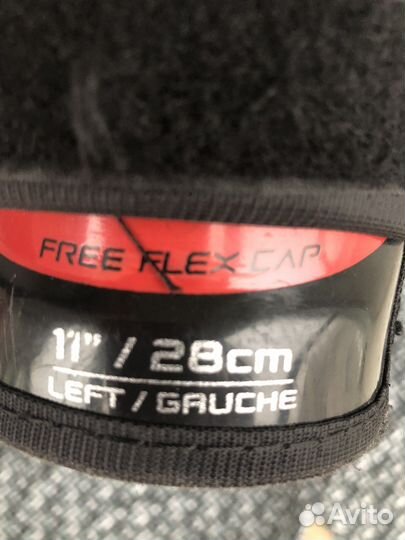 FREE FLEX CAP
11" / 28cm
LEFT / GAUCHE
Avito